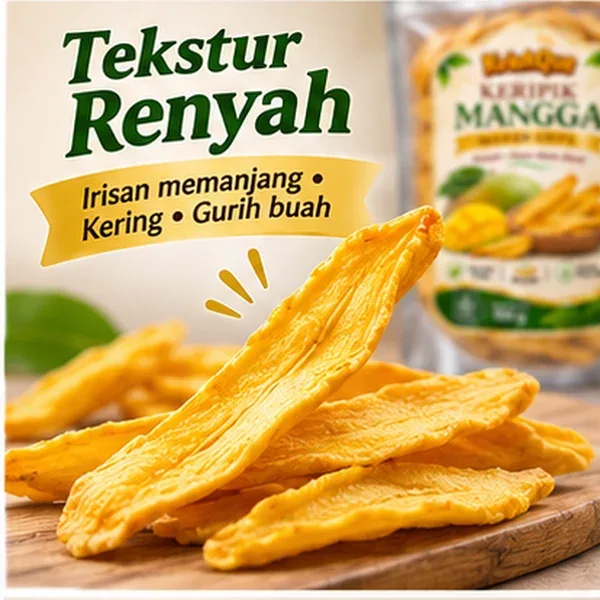 Tekstur
Renyah
Irisan memanjang •
Kering • Gurih buah
KERIPIK
MANGGA